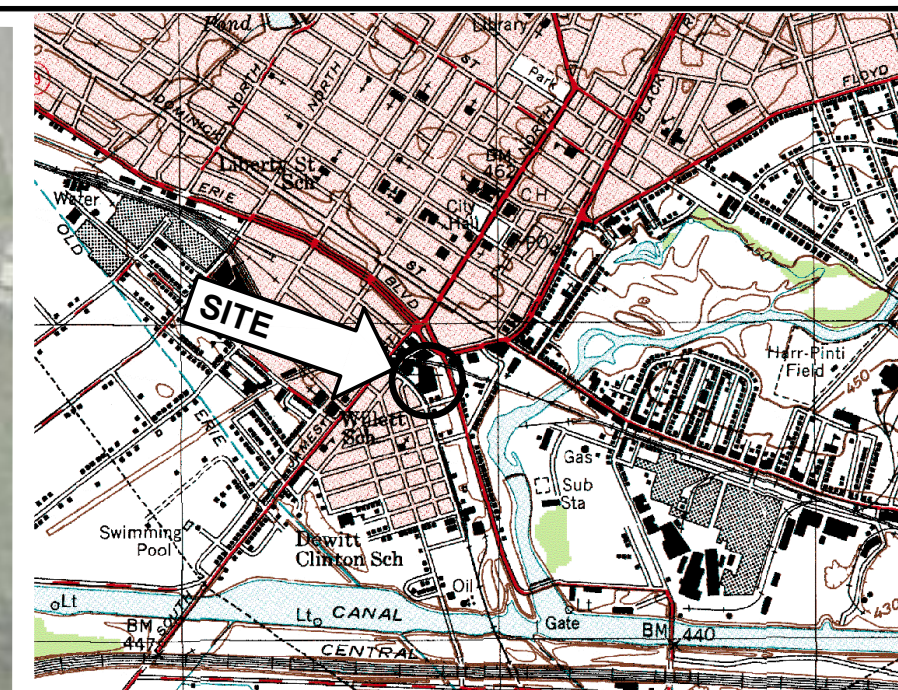 Pond
Library
ST
Park
FLOYD
DOMINICK
NORTH
NORTH
NORTH
BLACK
BM
462
Liberty St
Sch
C H
City
Hall
P O
Water
ERIE
OLD
ST
BLVD
450
SITE
Harr-Pinti
Field
450
Willett
Sch
JAMES
ERIE
Gas
Sub
Sta
Swimming
Pool
Dewitt
Clinton Sch
Oil
Lt
Lt
CANAL
Lt
Gate
430
BM
447
SOUTH
BM 440
CENTRAL